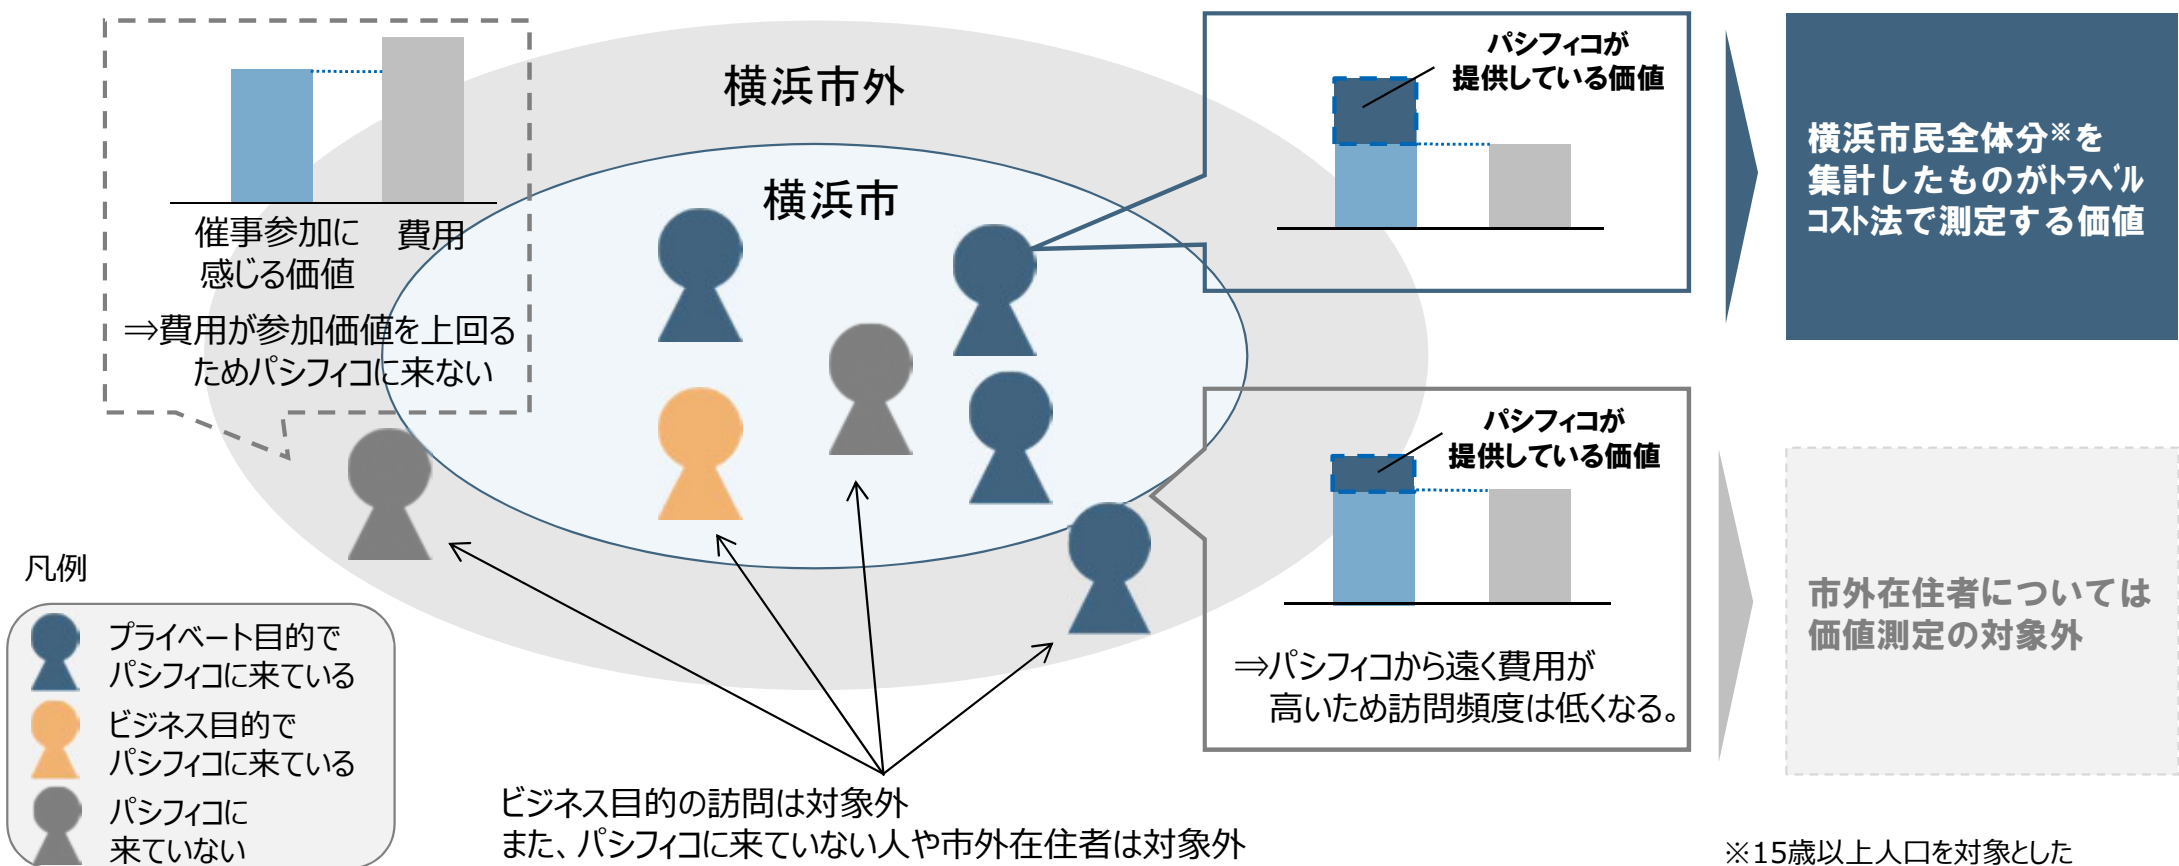 横浜市外
横浜市
催事参加に
感じる価値
費用
⇒費用が参加価値を上回る
ためパシフィコに来ない
パシフィコが
提供している価値
横浜市民全体分※を
集計したものがトラベル
コスト法で測定する価値
パシフィコが
提供している価値
⇒パシフィコから遠く費用が
高いため訪問頻度は低くなる。
市外在住者については
価値測定の対象外
凡例
プライベート目的で
パシフィコに来ている
ビジネス目的で
パシフィコに来ている
パシフィコに
来ていない
ビジネス目的の訪問は対象外
また、パシフィコに来ていない人や市外在住者は対象外
※15歳以上人口を対象とした